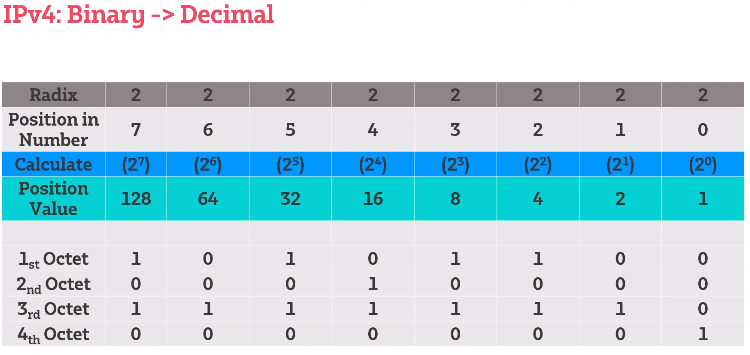 IPv4: Binary -> Decimal
Radix 2 2 2 2 2 2 2 2
Position in
Number 7 6 5 4 3 2 1 0
Calculate (2⁷) (2⁶) (2⁵) (2⁴) (2³) (2²) (2¹) (2⁰)
Position
Value 128 64 32 16 8 4 2 1
1st Octet 1 0 1 0 1 1 0 0
2nd Octet 0 0 0 1 0 0 0 0
3rd Octet 1 1 1 1 1 1 1 0
4th Octet 0 0 0 0 0 0 0 1